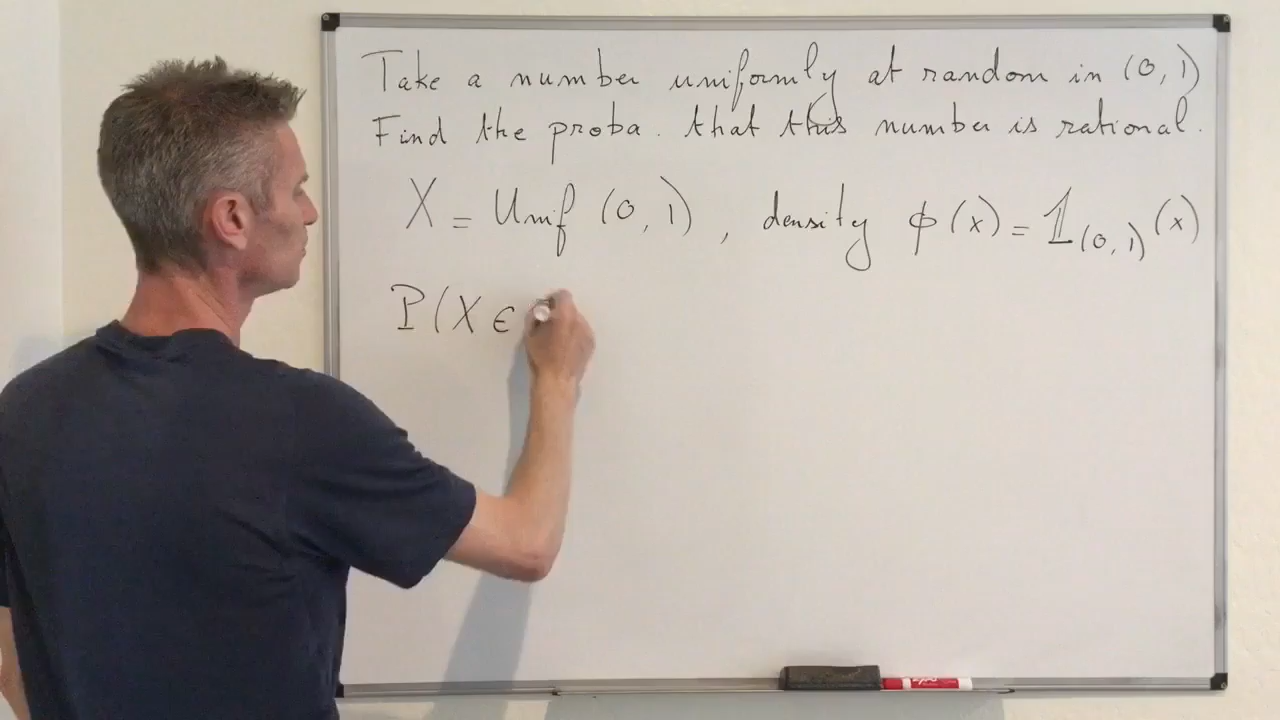 Take a number uniformly at random in (0, 1)
Find the proba. that this number is rational.
X = Unif (0, 1), density ϕ(x) = 𝟙_(0, 1) (x)
P(X ∈